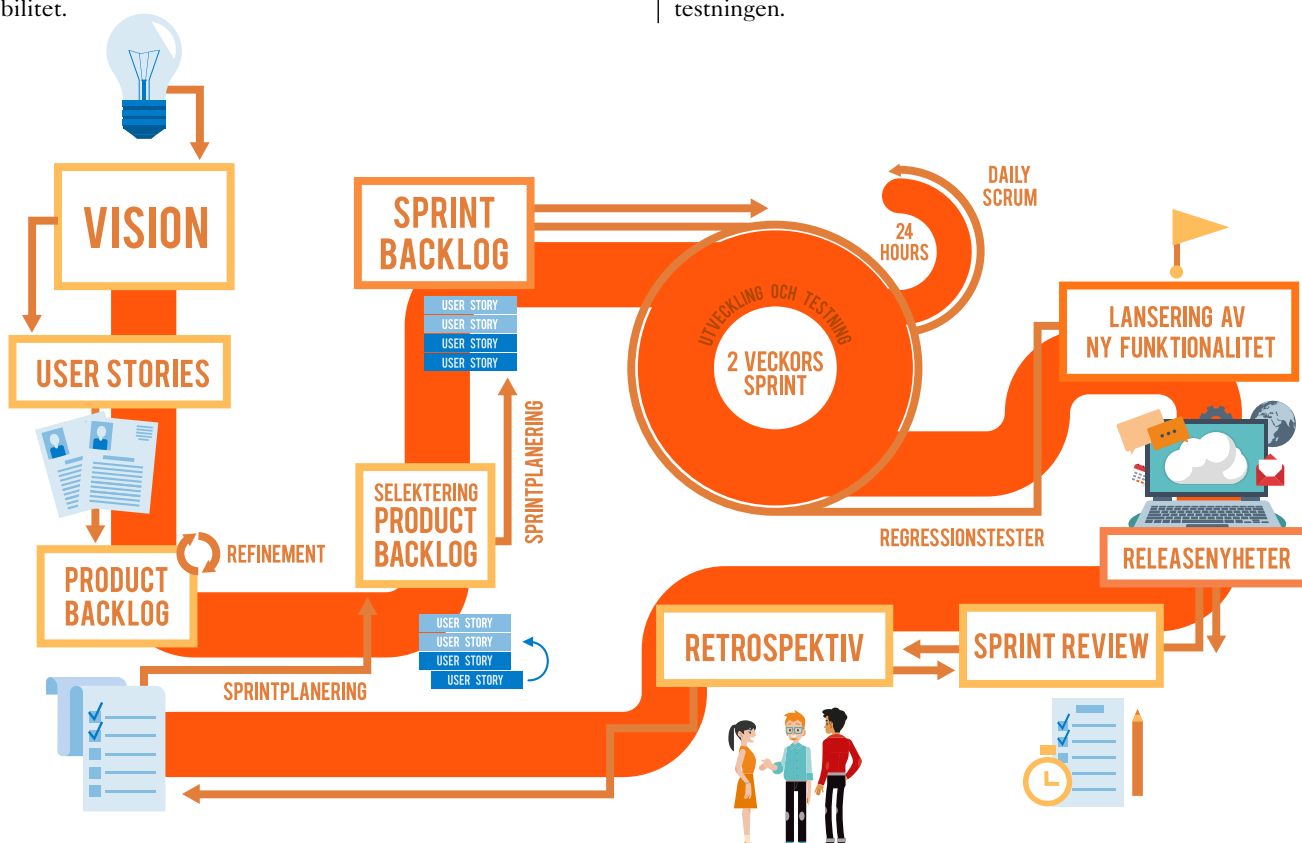 bilitet.
testningen.
VISION
USER STORIES
PRODUCT
BACKLOG
REFINEMENT
SPRINTPLANERING
SELEKTERING
PRODUCT
BACKLOG
USER STORY
USER STORY
USER STORY
USER STORY
SPRINTPLANERING
SPRINT
BACKLOG
USER STORY
USER STORY
USER STORY
USER STORY
UTVECKLING OCH TESTNING
2 VECKORS
SPRINT
24
HOURS
DAILY
SCRUM
REGRESSIONSTESTER
LANSERING AV
NY FUNKTIONALITET
RELEASENYHETER
SPRINT REVIEW
RETROSPEKTIV